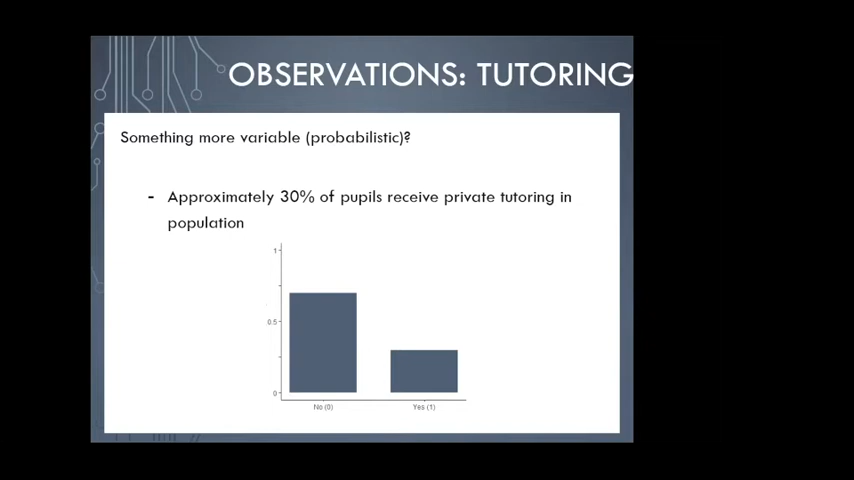 OBSERVATIONS: TUTORING
Something more variable (probabilistic)?
- Approximately 30% of pupils receive private tutoring in
population
1
0.5
0
No (0) Yes (1)